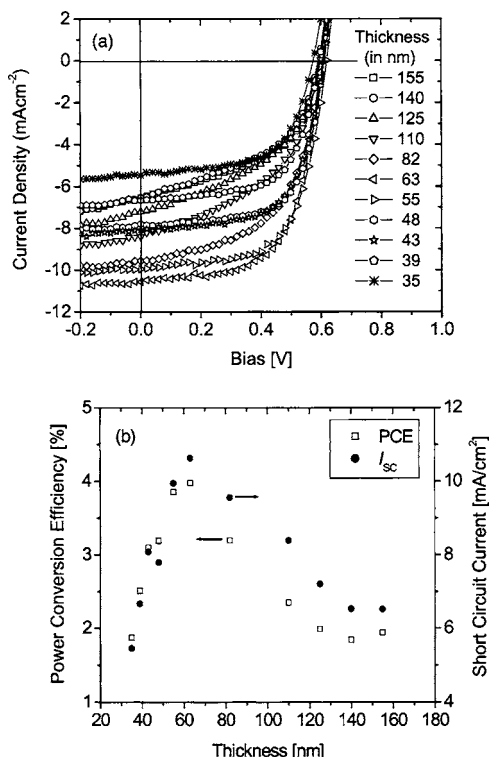 (a)
Thickness
(in nm)
155
140
125
110
82
63
55
48
43
39
35
Current Density (mAcm⁻²)
2
0
-2
-4
-6
-8
-10
-12
-0.2 0.0 0.2 0.4 0.6 0.8 1.0
Bias [V]
(b)
PCE
I_SC
Power Conversion Efficiency [%]
5
4
3
2
1
Short Circuit Current [mA/cm²]
12
10
8
6
4
20 40 60 80 100 120 140 160 180
Thickness [nm]